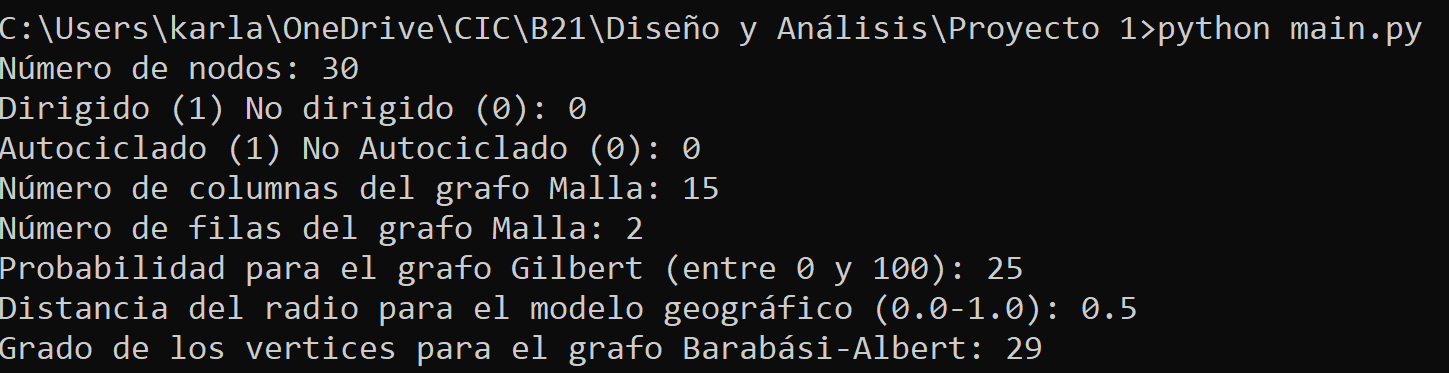 C:\Users\karla\OneDrive\CIC\B21\Diseño y Análisis\Proyecto 1>python main.py
Número de nodos: 30
Dirigido (1) No dirigido (0): 0
Autociclado (1) No Autociclado (0): 0
Número de columnas del grafo Malla: 15
Número de filas del grafo Malla: 2
Probabilidad para el grafo Gilbert (entre 0 y 100): 25
Distancia del radio para el modelo geográfico (0.0-1.0): 0.5
Grado de los vertices para el grafo Barabási-Albert: 29